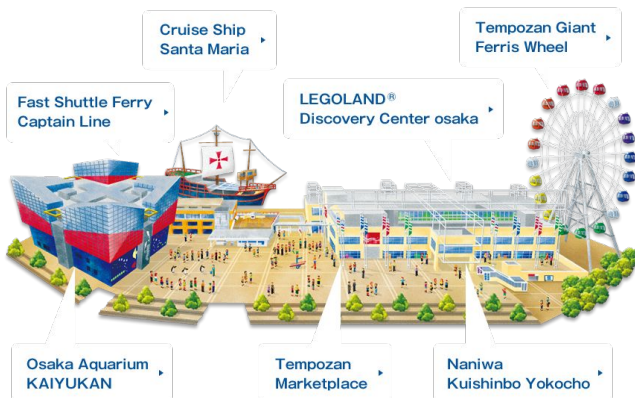 Cruise Ship
Santa Maria
Tempozan Giant
Ferris Wheel
Fast Shuttle Ferry
Captain Line
LEGOLAND®
Discovery Center osaka
Osaka Aquarium
KAIYUKAN
Tempozan
Marketplace
Naniwa
Kuishinbo Yokocho